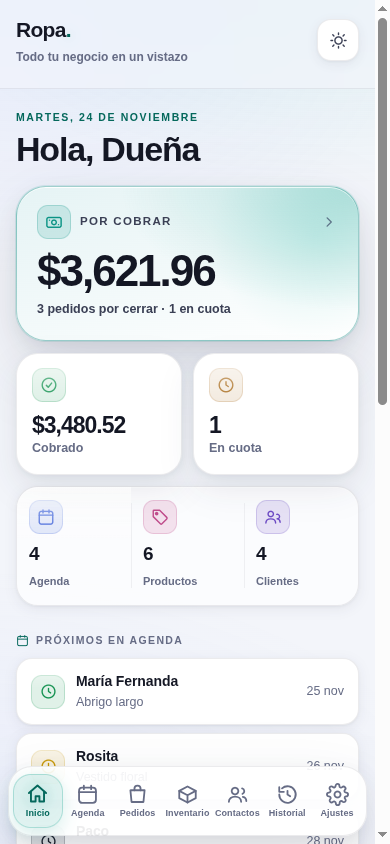 Ropa.
Todo tu negocio en un vistazo
MARTES, 24 DE NOVIEMBRE
Hola, Dueña
POR COBRAR
$3,621.96
3 pedidos por cerrar · 1 en cuota
$3,480.52
Cobrado
1
En cuota
4
Agenda
6
Productos
4
Clientes
PRÓXIMOS EN AGENDA
María Fernanda
Abrigo largo
25 nov
Rosita
26 nov
Vestido floral
Inicio
Agenda
Pedidos
Inventario
Contactos
Historial
Ajustes
Paco
28 nov